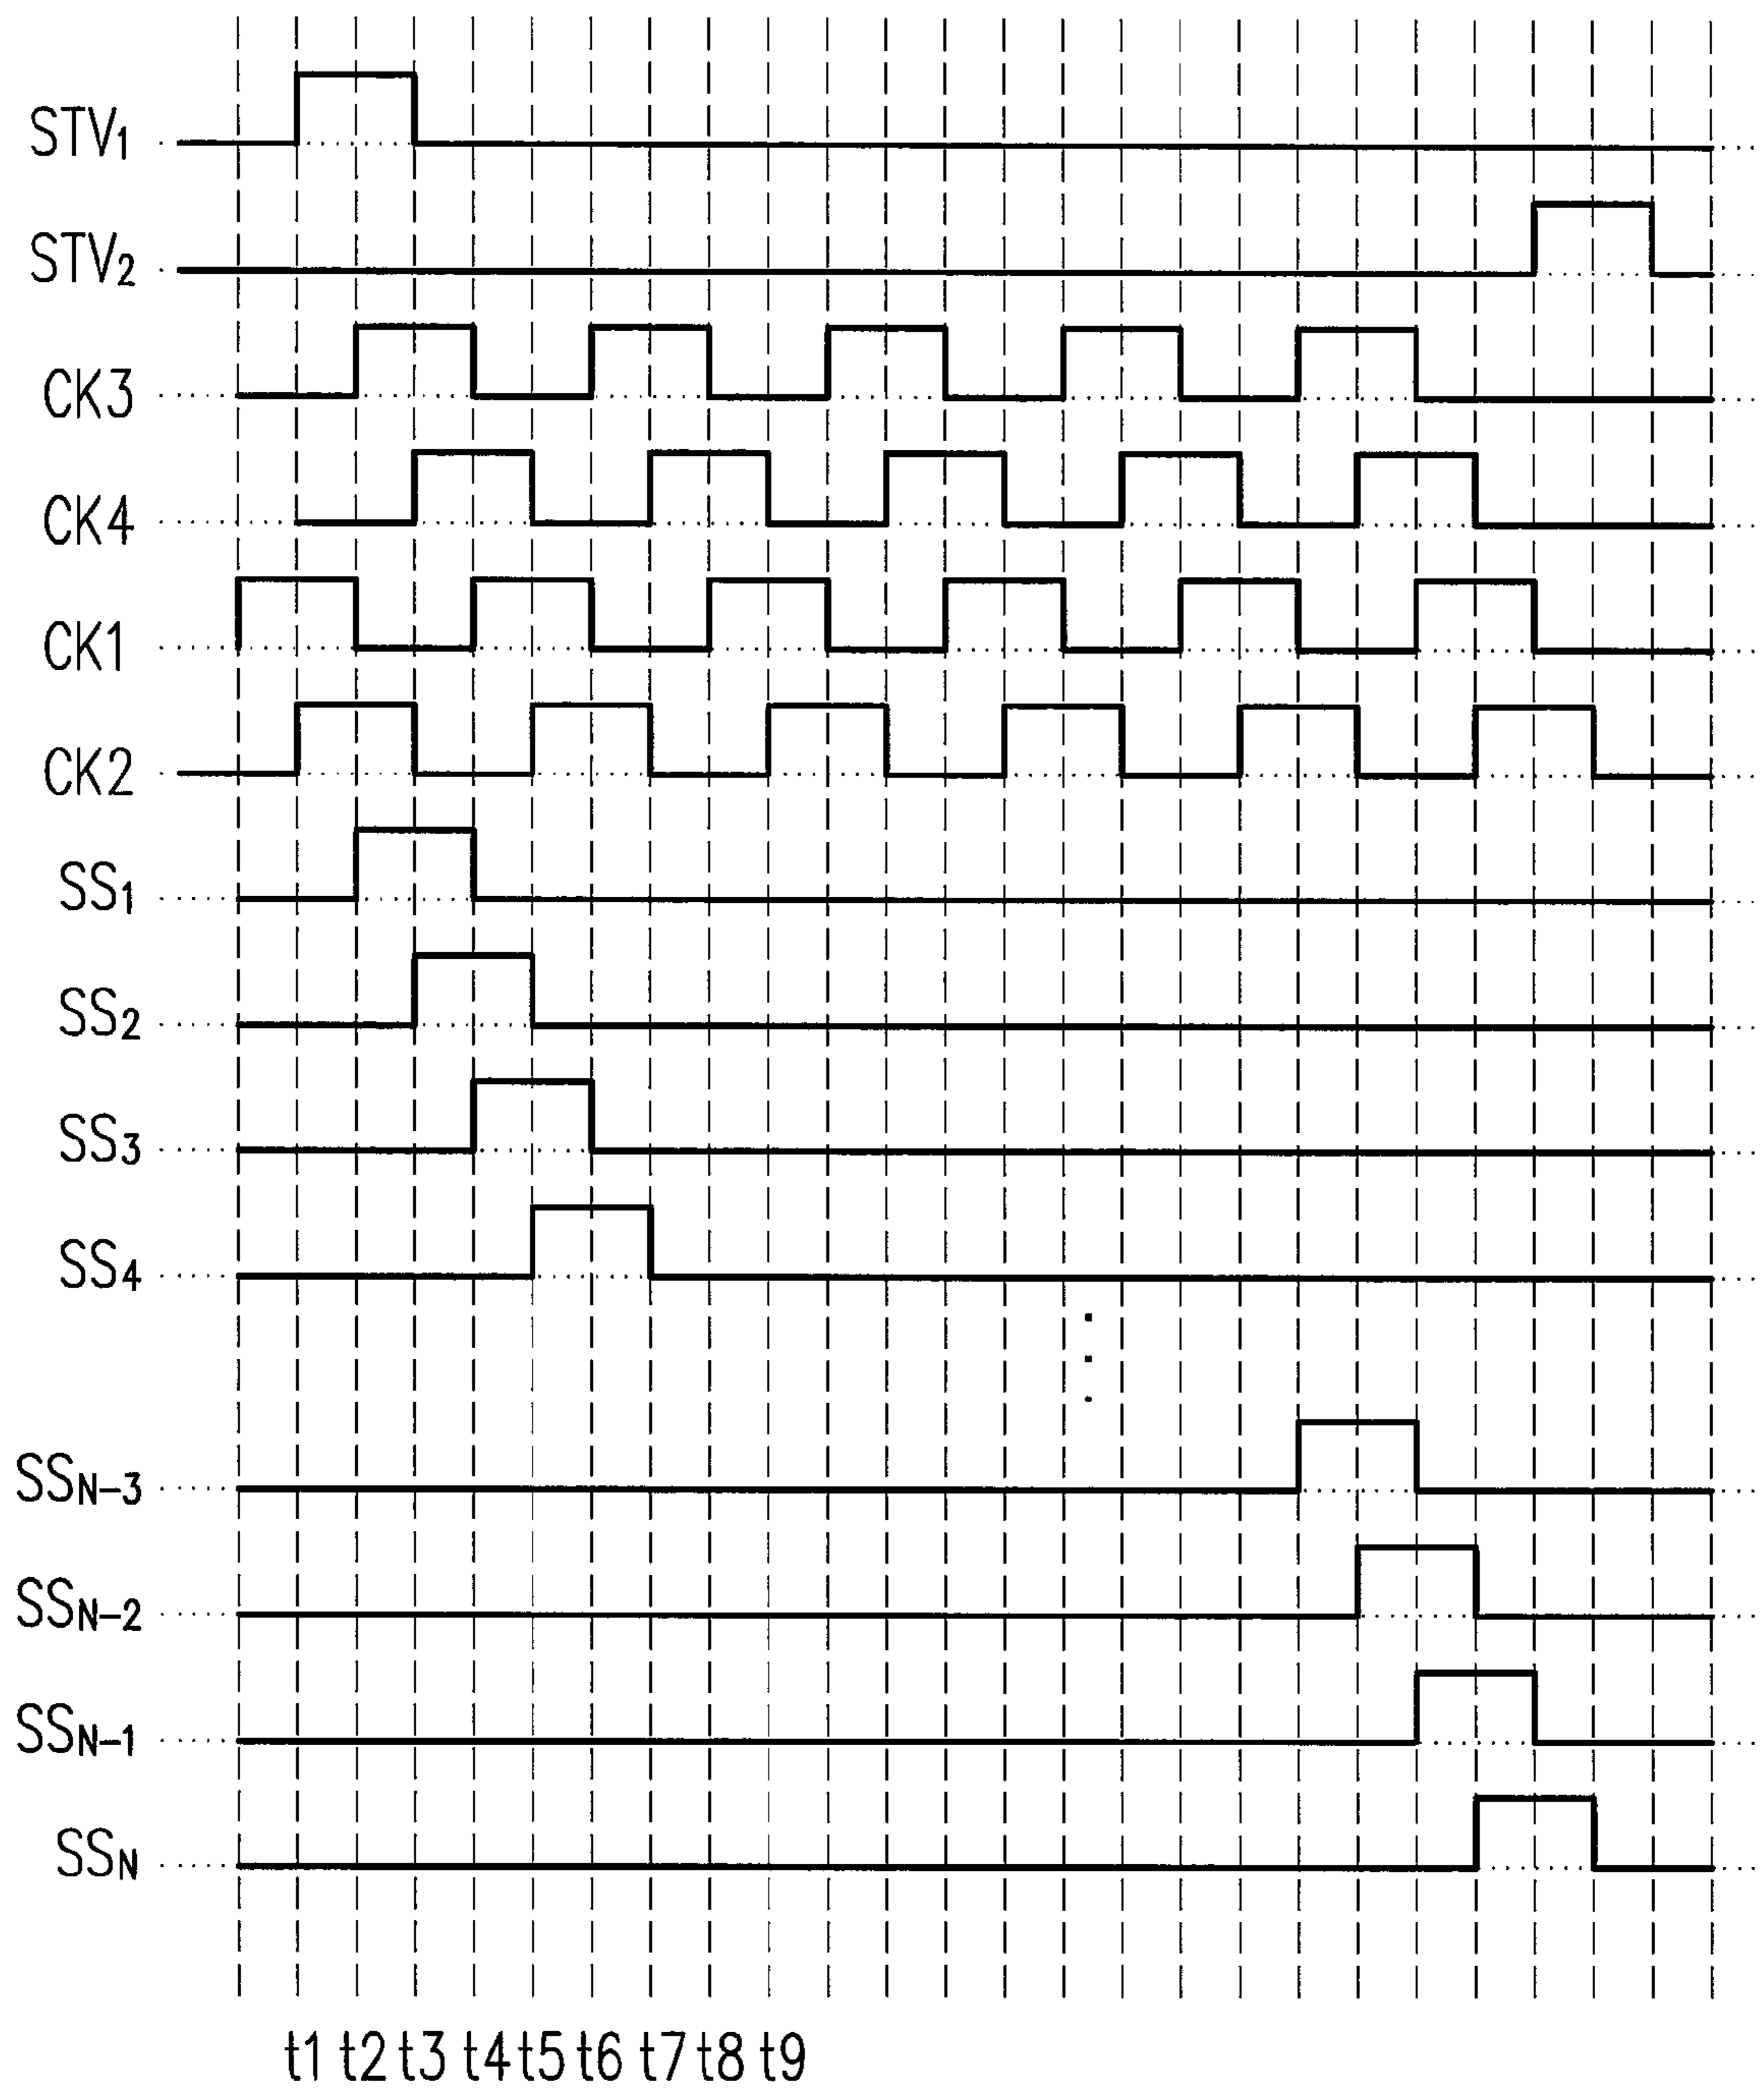 STV1
STV2
CK3
CK4
CK1
CK2
SS1
SS2
SS3
SS4
SSN-3
SSN-2
SSN-1
SSN
t1 t2 t3 t4 t5 t6 t7 t8 t9